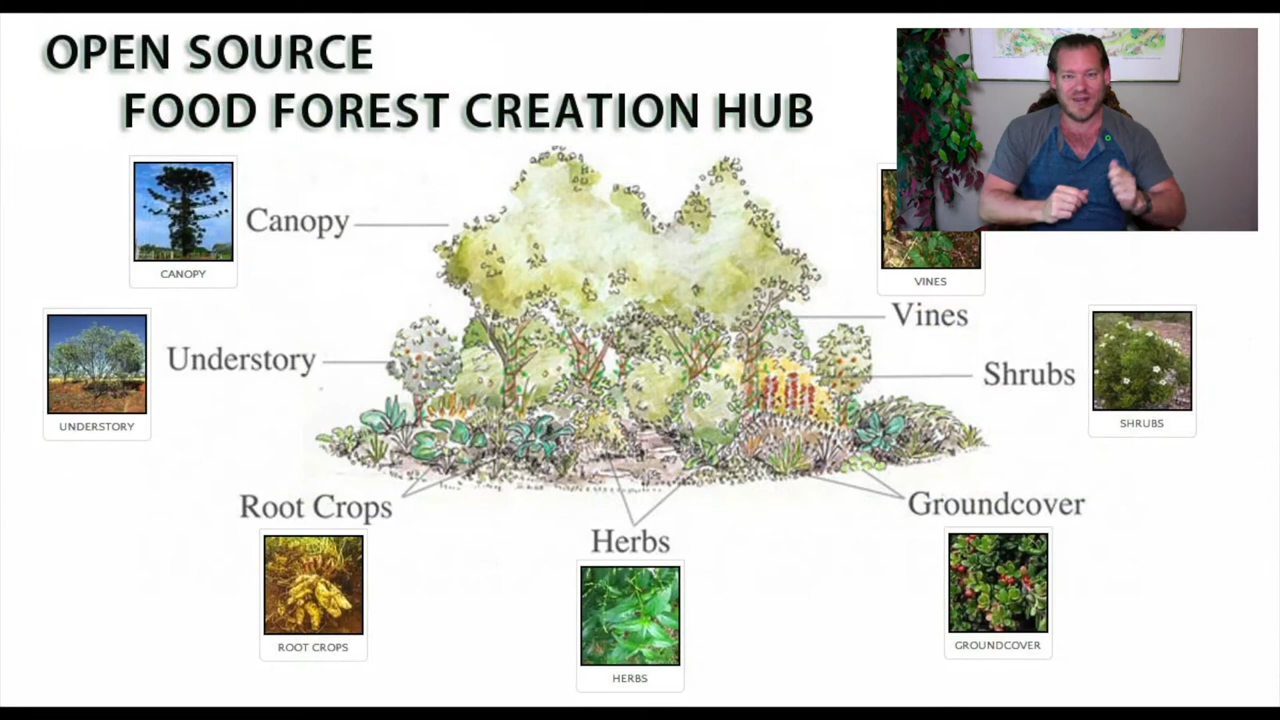 OPEN SOURCE
FOOD FOREST CREATION HUB
Canopy
CANOPY
VINES
Vines
Understory
UNDERSTORY
Shrubs
SHRUBS
Root Crops
ROOT CROPS
Herbs
HERBS
Groundcover
GROUNDCOVER